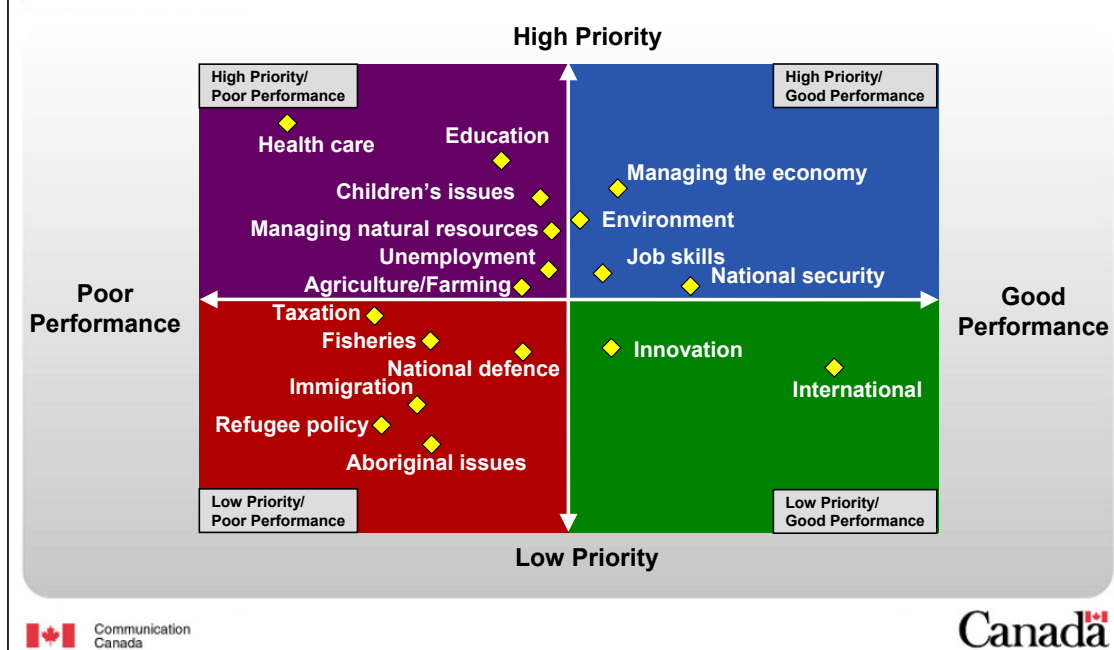 High Priority
High Priority/
Poor Performance
High Priority/
Good Performance
Health care
Education
Children's issues
Managing natural resources
Unemployment
Agriculture/Farming
Managing the economy
Environment
Job skills
National security
Poor
Performance
Good
Performance
Taxation
Fisheries
National defence
Immigration
Refugee policy
Aboriginal issues
Innovation
International
Low Priority/
Poor Performance
Low Priority/
Good Performance
Low Priority
Communication
Canada
Canada